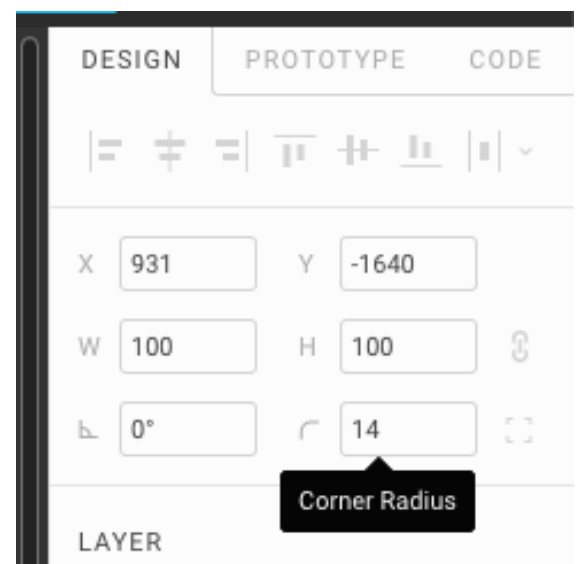 DESIGN PROTOTYPE CODE
X 931 Y -1640
W 100 H 100
0° 14
Corner Radius
LAYER